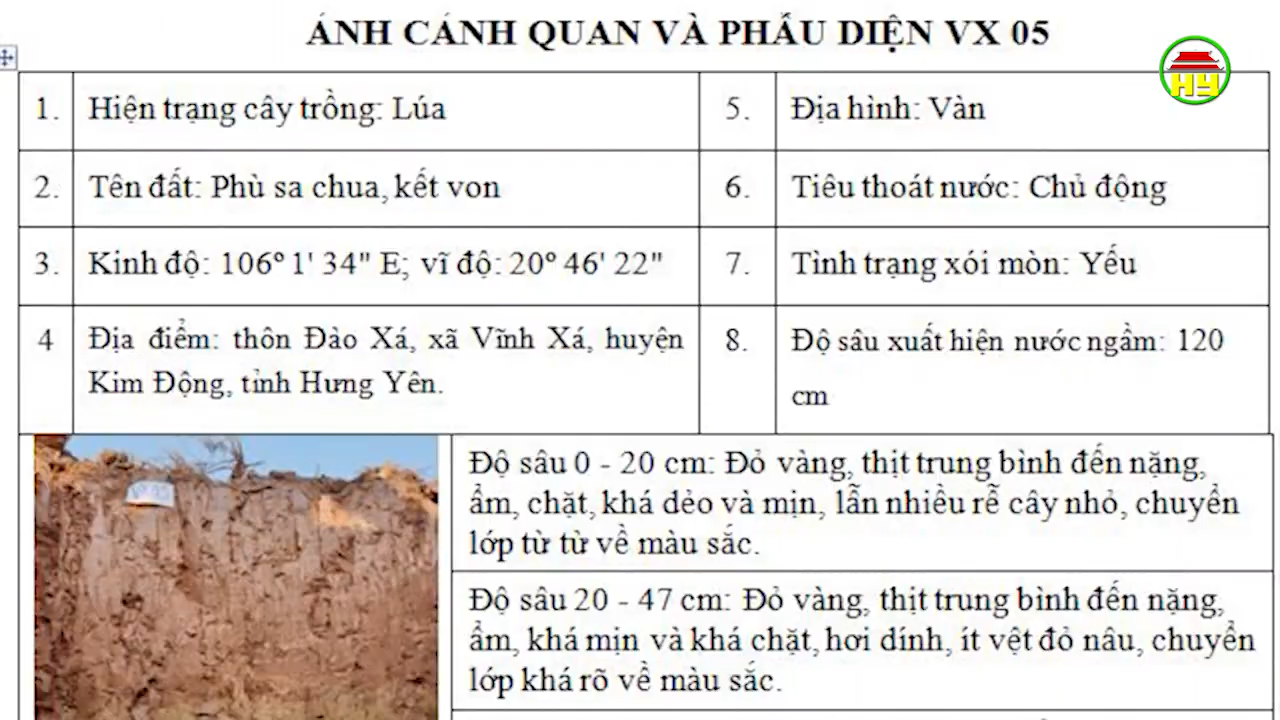 ẢNH CẢNH QUAN VÀ PHẪU DIỆN VX 05
HY
1. Hiện trạng cây trồng: Lúa
5. Địa hình: Vàn
2. Tên đất: Phù sa chua, kết von
6. Tiêu thoát nước: Chủ động
3. Kinh độ: 106° 1' 34" E; vĩ độ: 20° 46' 22"
7. Tình trạng xói mòn: Yếu
4 Địa điểm: thôn Đào Xá, xã Vĩnh Xá, huyện
Kim Động, tỉnh Hưng Yên.
8. Độ sâu xuất hiện nước ngầm: 120
cm
Độ sâu 0 - 20 cm: Đỏ vàng, thịt trung bình đến nặng,
ẩm, chặt, khá dẻo và mịn, lẫn nhiều rễ cây nhỏ, chuyển
lớp từ từ về màu sắc.
Độ sâu 20 - 47 cm: Đỏ vàng, thịt trung bình đến nặng,
ẩm, khá mịn và khá chặt, hơi dính, ít vệt đỏ nâu, chuyển
lớp khá rõ về màu sắc.